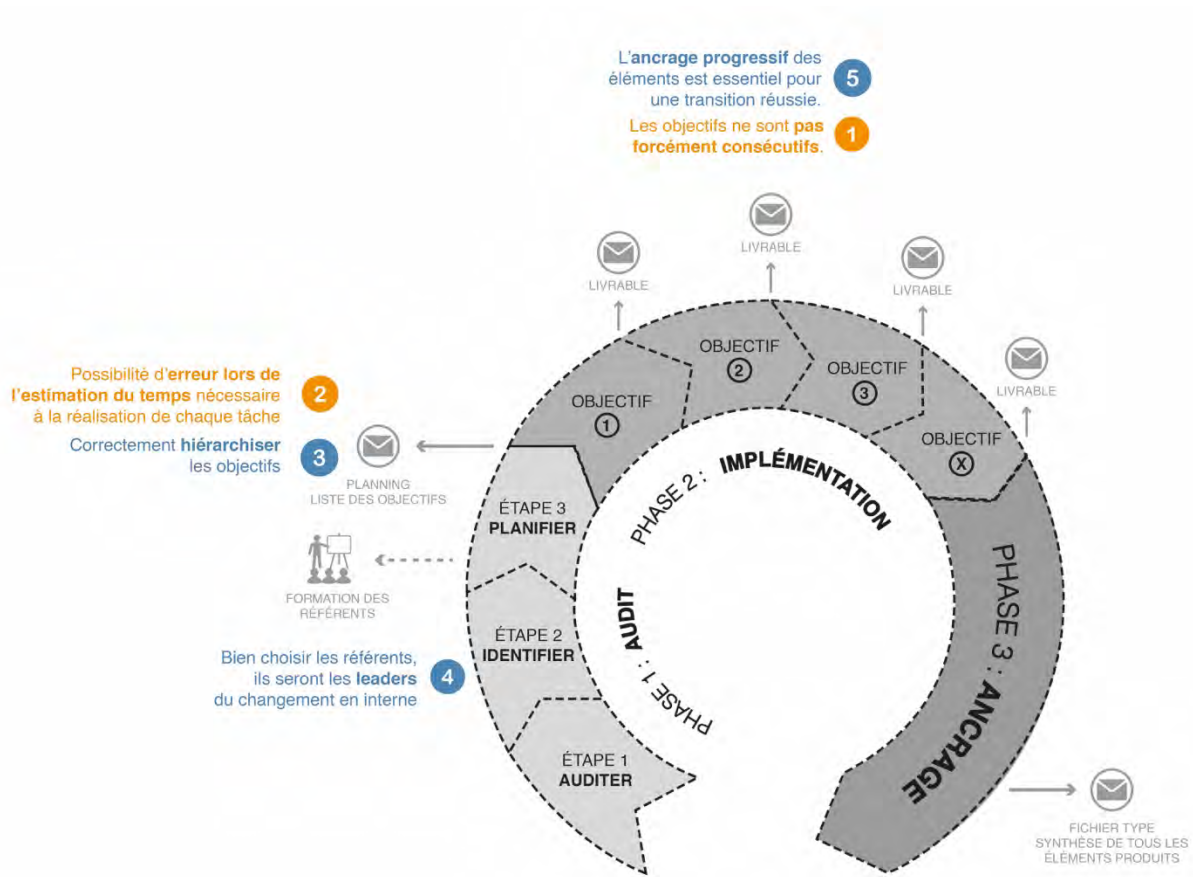 L'ancrage progressif des
éléments est essentiel pour
une transition réussie.
5
Les objectifs ne sont pas
forcément consécutifs.
1
LIVRABLE
LIVRABLE
LIVRABLE
LIVRABLE
Possibilité d'erreur lors de
l'estimation du temps nécessaire
à la réalisation de chaque tâche
2
Correctement hiérarchiser
les objectifs
3
PLANNING
LISTE DES OBJECTIFS
FORMATION DES
RÉFÉRENTS
Bien choisir les référents,
ils seront les leaders
du changement en interne
4
ÉTAPE 1
AUDITER
ÉTAPE 2
IDENTIFIER
ÉTAPE 3
PLANIFIER
OBJECTIF
1
OBJECTIF
2
OBJECTIF
3
OBJECTIF
X
PHASE 1 : AUDIT
PHASE 2 : IMPLÉMENTATION
PHASE 3 : ANCRAGE
FICHIER TYPE
SYNTHÈSE DE TOUS LES
ÉLÉMENTS PRODUITS